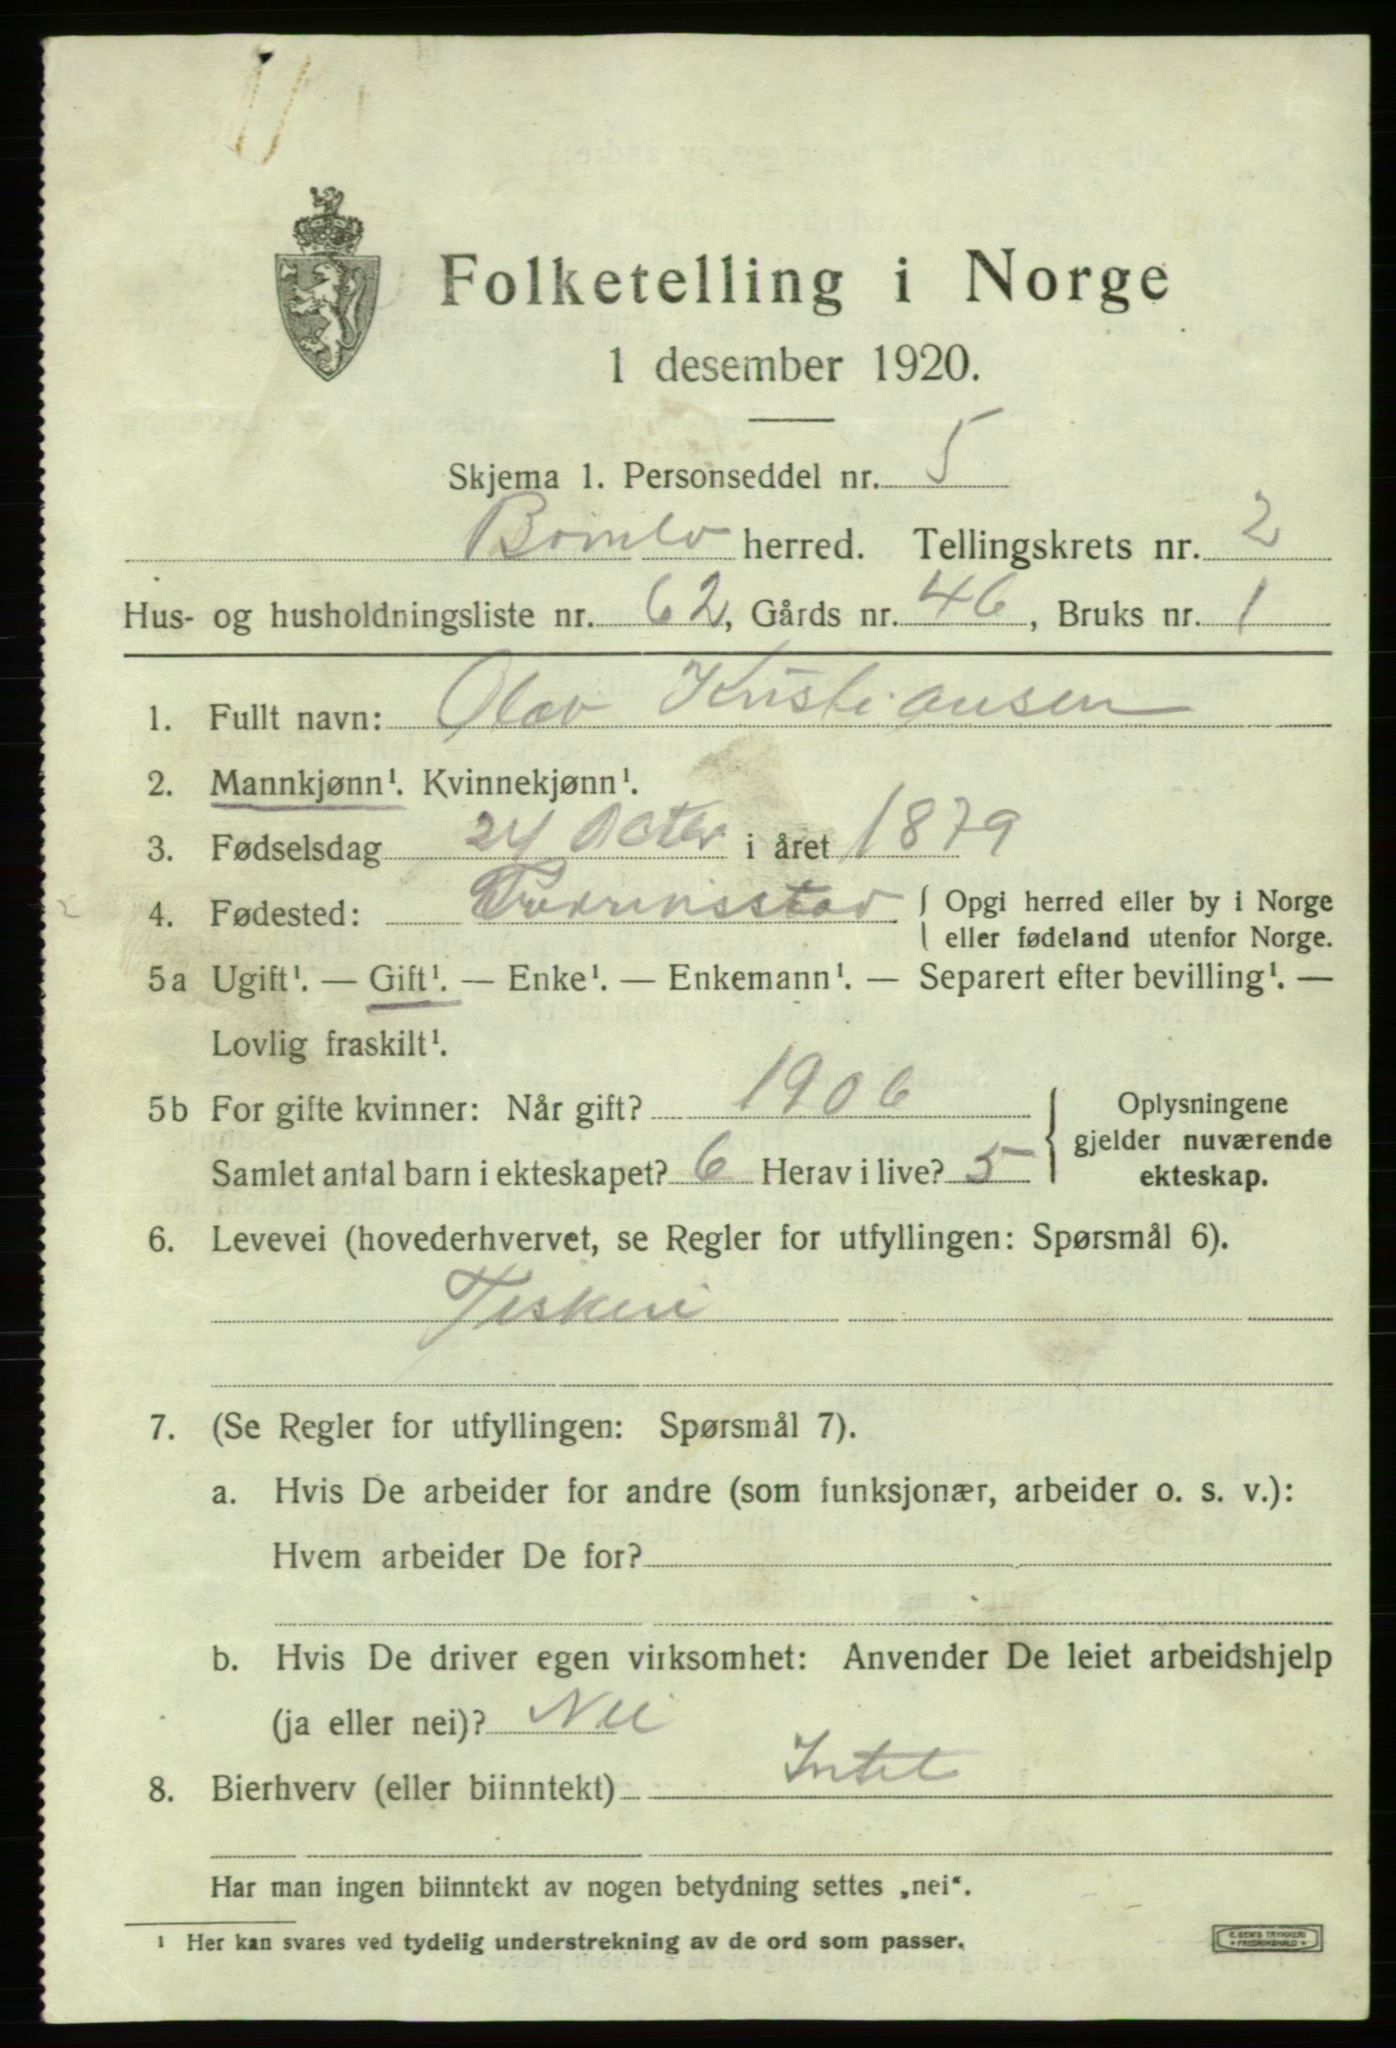 Folketelling i Norge
1 desember 1920.
Skjema 1. Personseddel nr. 5
Bømlo herred. Tellingskrets nr. 2
Hus- og husholdningsliste nr. 62, Gårds nr. 46, Bruks nr. 1
1. Fullt navn: Olav Kristiansen
2. Mannkjønn¹. Kvinnekjønn¹.
3. Fødselsdag 24 Octbr i året 1879
4. Fødested: { Opgi herred eller by i Norge
eller fødeland utenfor Norge.
5a Ugift¹. — Gift¹. — Enke¹. — Enkemann¹. — Separert efter bevilling¹. —
Lovlig fraskilt¹.
5b For gifte kvinner: Når gift? 1906
Samlet antal barn i ekteskapet? 6 Herav i live? 5
Oplysningene
gjelder nuværende
ekteskap.
6. Levevei (hovederhvervet, se Regler for utfyllingen: Spørsmål 6).
Fiskeri
7. (Se Regler for utfyllingen: Spørsmål 7).
a. Hvis De arbeider for andre (som funksjonær, arbeider o. s. v.):
Hvem arbeider De for?
b. Hvis De driver egen virksomhet: Anvender De leiet arbeidshjelp
(ja eller nei)? Nei
8. Bierhverv (eller biinntekt) Intet
Har man ingen biinntekt av nogen betydning settes „nei“.
¹ Her kan svares ved tydelig understrekning av de ord som passer.
E. SEM'S TRYKKERI
FREDRIKSHALD